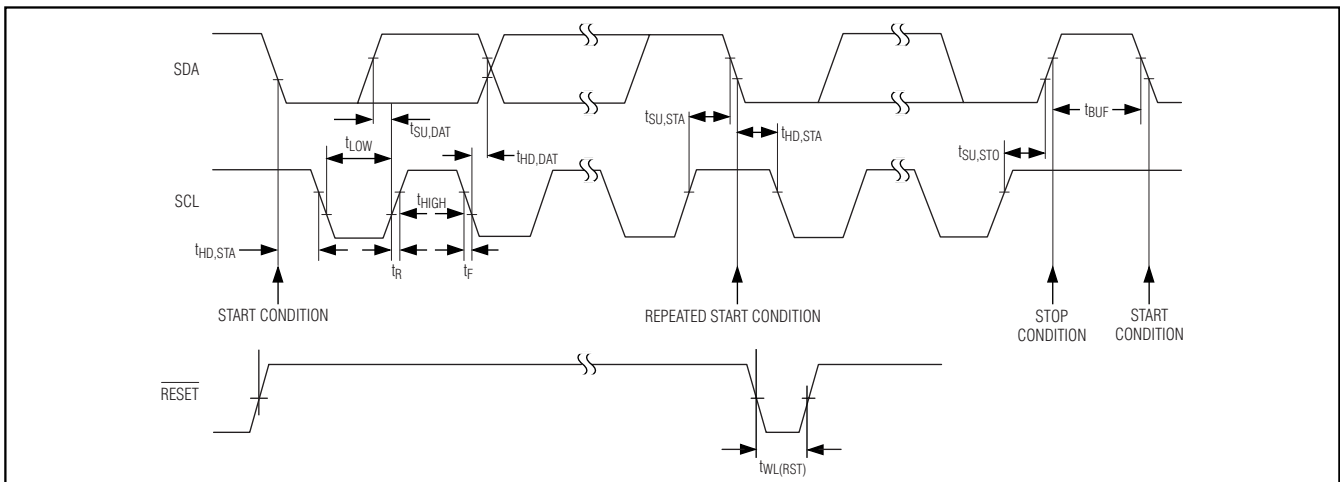 SDA
tSU,DAT
tLOW
tHD,DAT
tSU,STA
tHD,STA
tBUF
tSU,STO
SCL
tHIGH
tHD,STA
tR
tF
START CONDITION
REPEATED START CONDITION
STOP
CONDITION
START
CONDITION
RESET
tWL(RST)